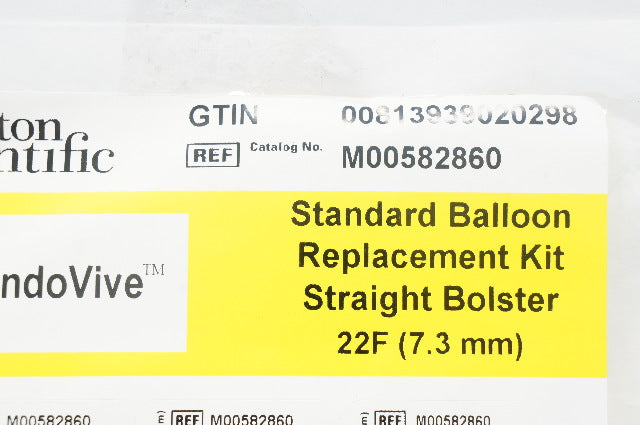 ton
ntific
GTIN 00813939020298
REF Catalog No. M00582860
ndoVive™
Standard Balloon
Replacement Kit
Straight Bolster
22F (7.3 mm)
M00582860 REF M00582860 REF M00582860